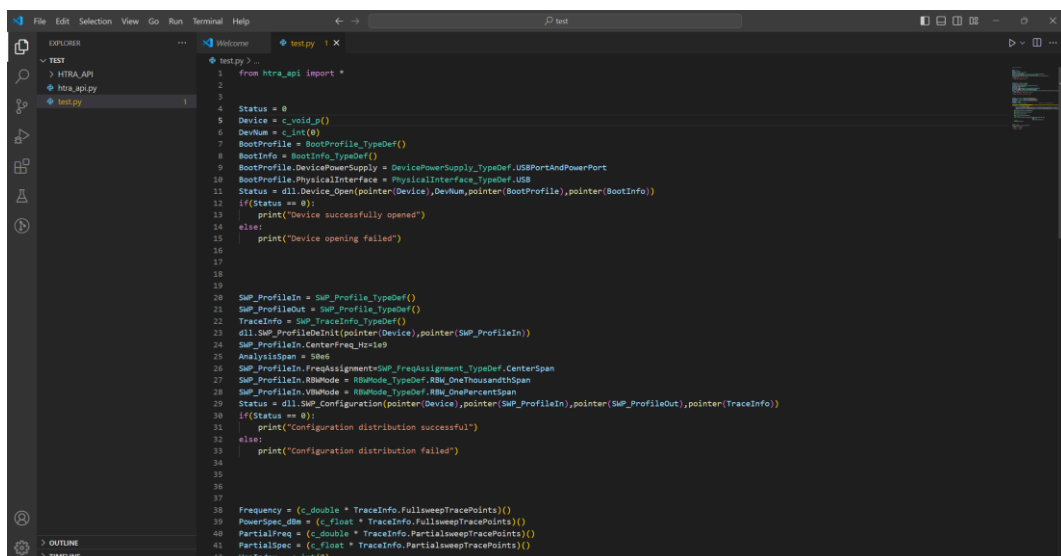 File Edit Selection View Go Run Terminal Help
test
EXPLORER
TEST
HTRA_API
htra_api.py
test.py 1
OUTLINE
Welcome
test.py 1
test.py > ...
1 from htra_api import *
2
3
4 Status = 0
5 Device = c_void_p()
6 DevNum = c_int(0)
7 BootProfile = BootProfile_TypeDef()
8 BootInfo = BootInfo_TypeDef()
9 BootProfile.DevicePowerSupply = DevicePowerSupply_TypeDef.USBPortAndPowerPort
10 BootProfile.PhysicalInterface = PhysicalInterface_TypeDef.USB
11 Status = dll.Device_Open(pointer(Device),DevNum,pointer(BootProfile),pointer(BootInfo))
12 if(Status == 0):
13 print("Device successfully opened")
14 else:
15 print("Device opening failed")
16
17
18
19
20 SWP_ProfileIn = SWP_Profile_TypeDef()
21 SWP_ProfileOut = SWP_Profile_TypeDef()
22 TraceInfo = SWP_TraceInfo_TypeDef()
23 dll.SWP_ProfileDeInit(pointer(Device),pointer(SWP_ProfileIn))
24 SWP_ProfileIn.CenterFreq_Hz=1e9
25 AnalysisSpan = 50e6
26 SWP_ProfileIn.FreqAssignment=SWP_FreqAssignment_TypeDef.CenterSpan
27 SWP_ProfileIn.RBWMode = RBWMode_TypeDef.RBW_OneThousandthSpan
28 SWP_ProfileIn.VBWMode = RBWMode_TypeDef.RBW_OnePercentSpan
29 Status = dll.SWP_Configuration(pointer(Device),pointer(SWP_ProfileIn),pointer(SWP_ProfileOut),pointer(TraceInfo))
30 if(Status == 0):
31 print("Configuration distribution successful")
32 else:
33 print("Configuration distribution failed")
34
35
36
37
38 Frequency = (c_double * TraceInfo.FullsweepTracePoints)()
39 PowerSpec_dBm = (c_float * TraceInfo.FullsweepTracePoints)()
40 PartialFreq = (c_double * TraceInfo.PartialsweepTracePoints)()
41 PartialSpec = (c_float * TraceInfo.PartialsweepTracePoints)()